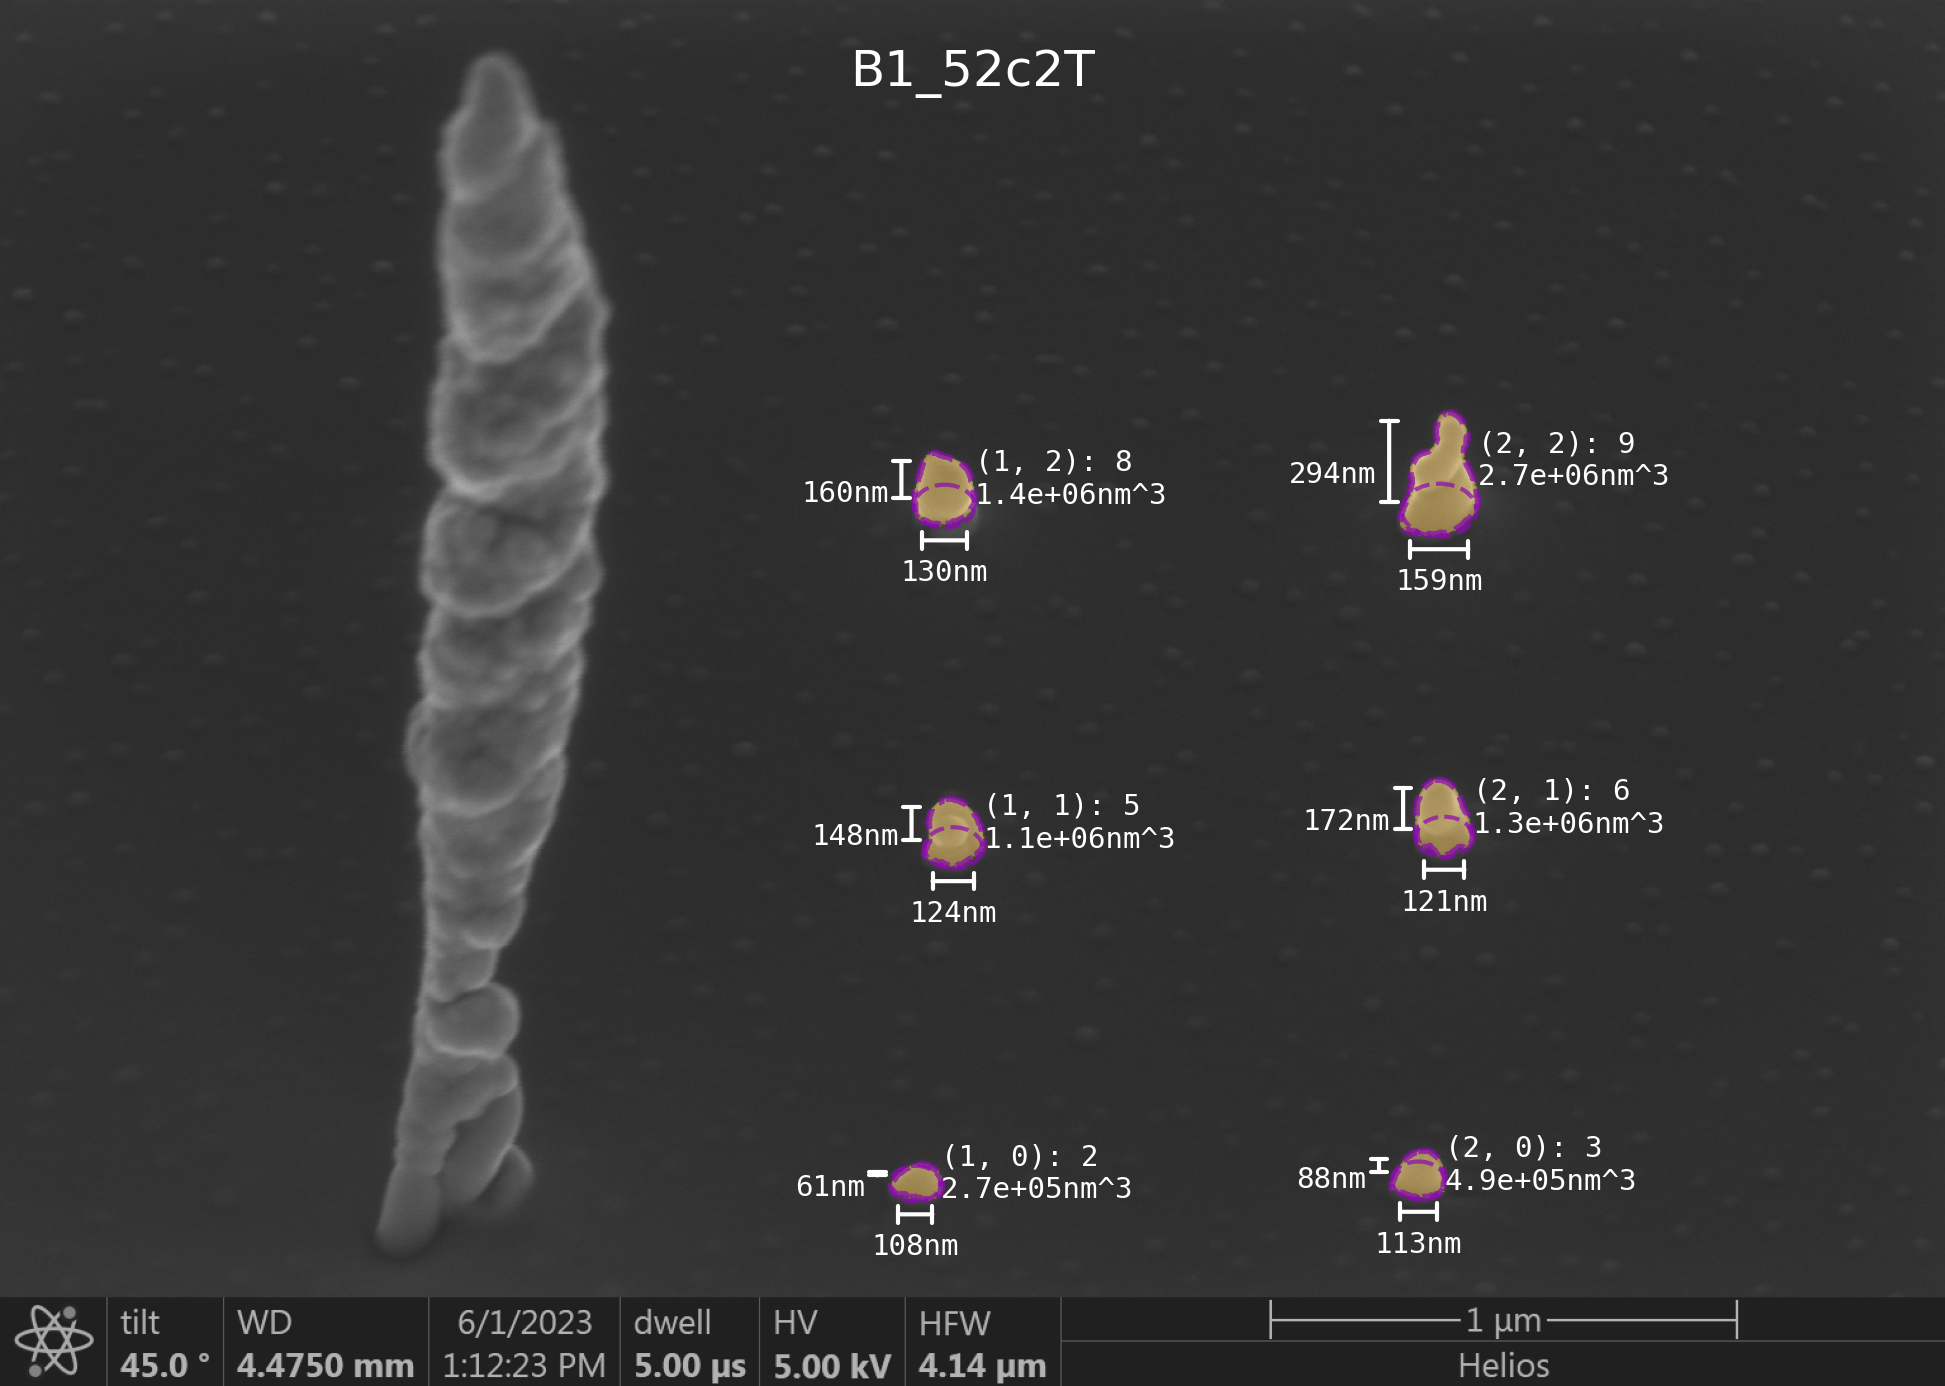 B1_52c2T
(1, 2): 8
1.4e+06nm^3
160nm
130nm
(2, 2): 9
2.7e+06nm^3
294nm
159nm
(1, 1): 5
1.1e+06nm^3
148nm
124nm
(2, 1): 6
1.3e+06nm^3
172nm
121nm
(1, 0): 2
2.7e+05nm^3
61nm
108nm
(2, 0): 3
4.9e+05nm^3
88nm
113nm
tilt
45.0 °
WD
4.4750 mm
6/1/2023
1:12:23 PM
dwell
5.00 µs
HV
5.00 kV
HFW
4.14 µm
1 µm
Helios